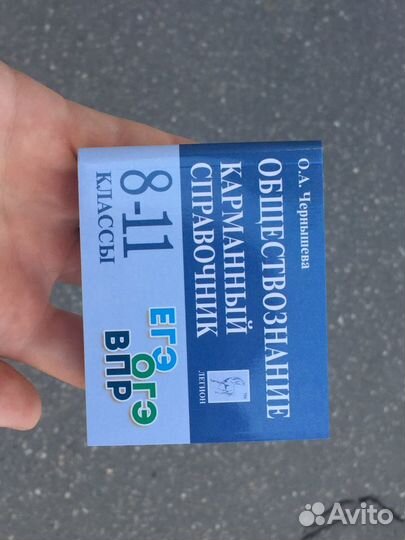 О.А. Чернышева
ОБЩЕСТВОЗНАНИЕ
КАРМАННЫЙ
СПРАВОЧНИК
ЛЕГИОН
8-11
КЛАССЫ
ЕГЭ
ОГЭ
ВПР
Avito